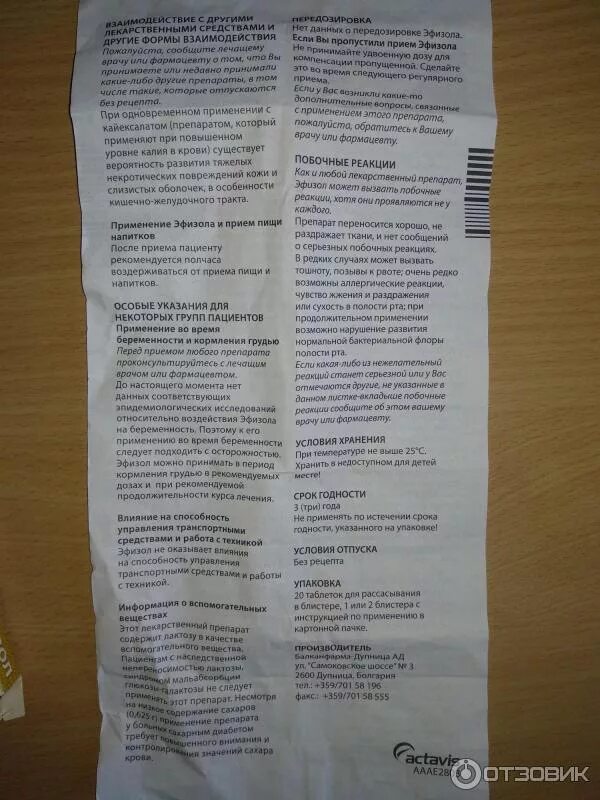 ВЗАИМОДЕЙСТВИЕ С ДРУГИМИ
ЛЕКАРСТВЕННЫМИ СРЕДСТВАМИ И
ДРУГИЕ ФОРМЫ ВЗАИМОДЕЙСТВИЯ
Пожалуйста, сообщите лечащему
врачу или фармацевту о том, что Вы
принимаете или недавно принимали
какие-либо другие препараты, в том
числе такие, которые отпускаются
без рецепта.
При одновременном применении с
кайексалатом (препаратом, который
применяют при повышенном
уровне калия в крови) существует
вероятность развития тяжелых
некротических повреждений кожи и
слизистых оболочек, в особенности
кишечно-желудочного тракта.
Применение Эфизола и прием пищи
напитков
После приема пациенту
рекомендуется полчаса
воздерживаться от приема пищи и
напитков.
ОСОБЫЕ УКАЗАНИЯ ДЛЯ
НЕКОТОРЫХ ГРУПП ПАЦИЕНТОВ
Применение во время
беременности и кормления грудью
Перед приемом любого препарата
проконсультируйтесь с лечащим
врачом или фармацевтом.
До настоящего момента нет
данных соответствующих
эпидемиологических исследований
относительно воздействия Эфизола
на беременность. Поэтому к его
применению во время беременности
следует подходить с осторожностью.
Эфизол можно принимать в период
кормления грудью в рекомендуемых
дозах и при рекомендуемой
продолжительности курса лечения.
Влияние на способность
управления транспортными
средствами и работа с техникой
Эфизол не оказывает влияния
на способность управления
транспортными средствами и работы
с техникой.
Информация о вспомогательных
веществах
Этот лекарственный препарат
содержит лактозу в качестве
вспомогательного вещества.
Пациентам с наследственной
непереносимостью лактозы,
синдромом мальабсорбции
глюкозы-галактозы не следует
применять этот препарат. Несмотря
на низкое содержание сахаров
(0,625 г) применение препарата
у больных сахарным диабетом
требует повышенного внимания и
контролирования значений сахара
крови.
ПЕРЕДОЗИРОВКА
Нет данных о передозировке Эфизола.
Если Вы пропустили прием Эфизола
Не принимайте удвоенную дозу для
компенсации пропущенной. Сделайте
это во время следующего регулярного
приема.
Если у Вас возникли какие-то
дополнительные вопросы, связанные
с применением этого препарата,
пожалуйста, обратитесь к Вашему
врачу или фармацевту.
ПОБОЧНЫЕ РЕАКЦИИ
Как и любой лекарственный препарат,
Эфизол может вызвать побочные
реакции, хотя они проявляются не у
каждого.
Препарат переносится хорошо, не
раздражает ткани, и нет сообщений
о серьезных побочных реакциях.
В редких случаях может вызвать
тошноту, позывы к рвоте; очень редко
возможны аллергические реакции,
чувство жжения и раздражения
или сухость в полости рта; при
продолжительном применении
возможно нарушение развития
нормальной бактериальной флоры
полости рта.
Если какая-либо из нежелательный
реакций станет серьезной или у Вас
отмечаются другие, не указанные в
данном листке-вкладыше побочные
реакции сообщите об этом вашему
врачу или фармацевту.
УСЛОВИЯ ХРАНЕНИЯ
При температуре не выше 25°С.
Хранить в недоступном для детей
месте!
СРОК ГОДНОСТИ
3 (три) года
Не применять по истечении срока
годности, указанного на упаковке!
УСЛОВИЯ ОТПУСКА
Без рецепта
УПАКОВКА
20 таблеток для рассасывания
в блистере, 1 или 2 блистера с
инструкцией по применению в
картонной пачке.
ПРОИЗВОДИТЕЛЬ
Балканфарма-Дупница АД
ул. "Самоковское шоссе" № 3
2600 Дупница, Болгария
тел.: +359/701 58 196
факс.: +359/701 58 555
actavis
ОТЗОВИК